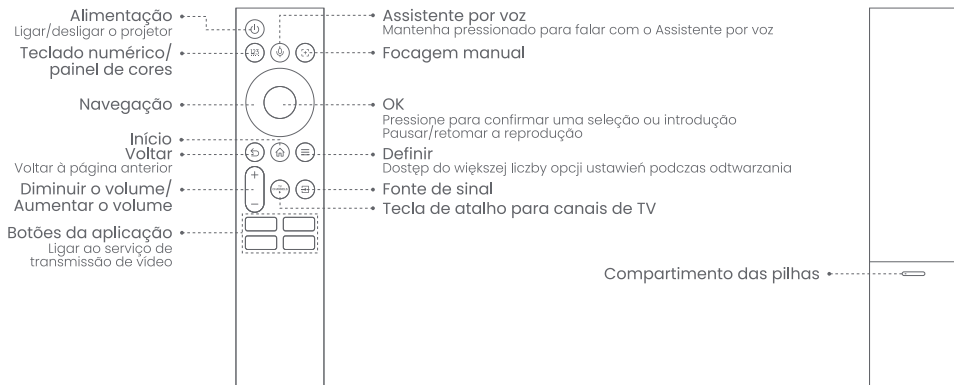 Alimentação
Ligar/desligar o projetor
Teclado numérico/
painel de cores
Navegação
Início
Voltar
Voltar à página anterior
Diminuir o volume/
Aumentar o volume
Botões da aplicação
Ligar ao serviço de
transmissão de vídeo
Assistente por voz
Mantenha pressionado para falar com o Assistente por voz
Focagem manual
OK
Pressione para confirmar uma seleção ou introdução
Pausar/retomar a reprodução
Definir
Dostęp do większej liczby opcji ustawień podczas odtwarzania
Fonte de sinal
Tecla de atalho para canais de TV
Compartimento das pilhas